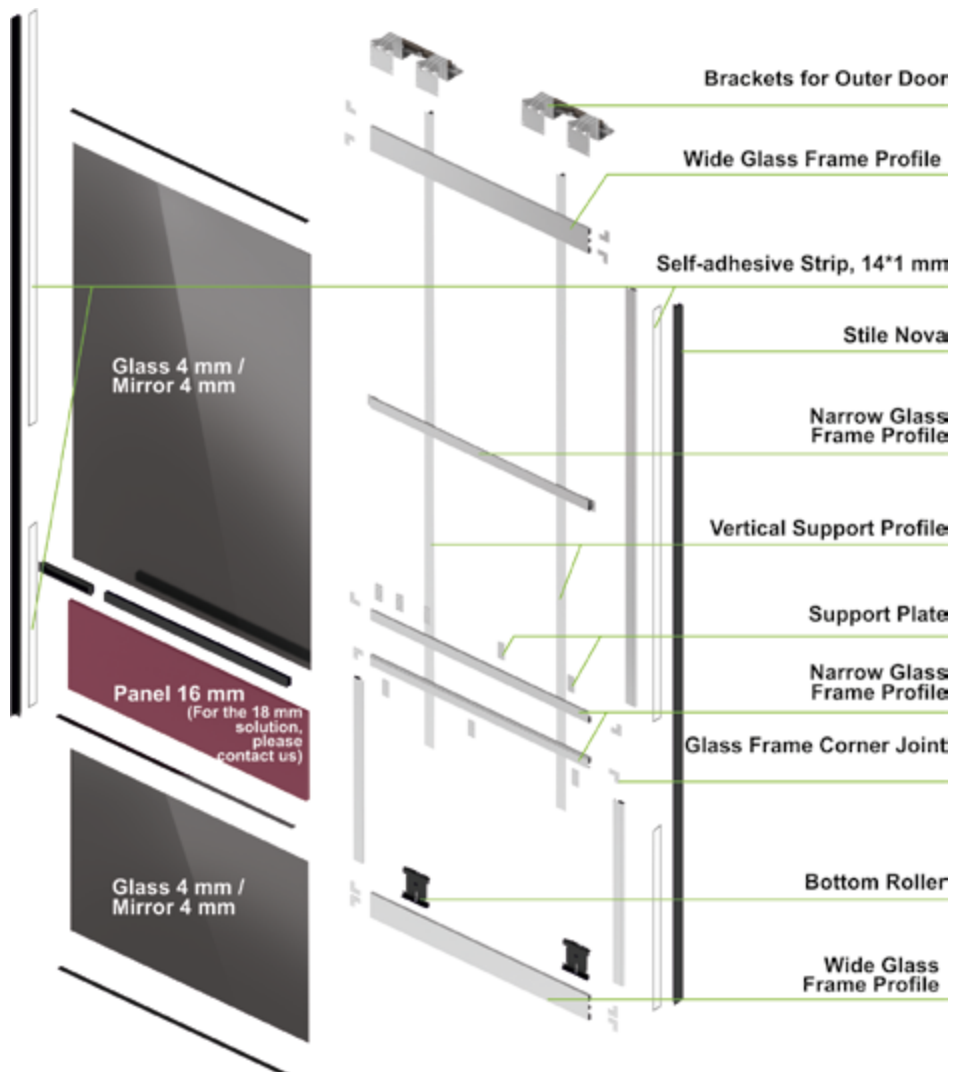 Brackets for Outer Door
Wide Glass Frame Profile
Self-adhesive Strip, 14*1 mm
Stile Nova
Glass 4 mm /
Mirror 4 mm
Narrow Glass
Frame Profile
Vertical Support Profile
Support Plate
Narrow Glass
Frame Profile
Panel 16 mm
(For the 18 mm
solution,
please
contact us)
Glass Frame Corner Joint
Glass 4 mm /
Mirror 4 mm
Bottom Roller
Wide Glass
Frame Profile